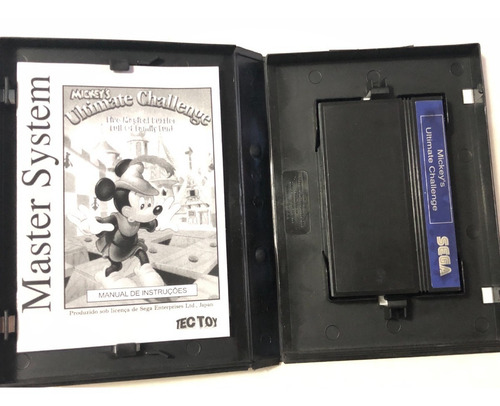 Master System
MICKEY'S
Ultimate Challenge
MANUAL DE INSTRUÇÕES
Produzido sob licença de Sega Enterprises Ltd., Japan
TEC TOY
Mickey's
Ultimate Challenge
SEGA